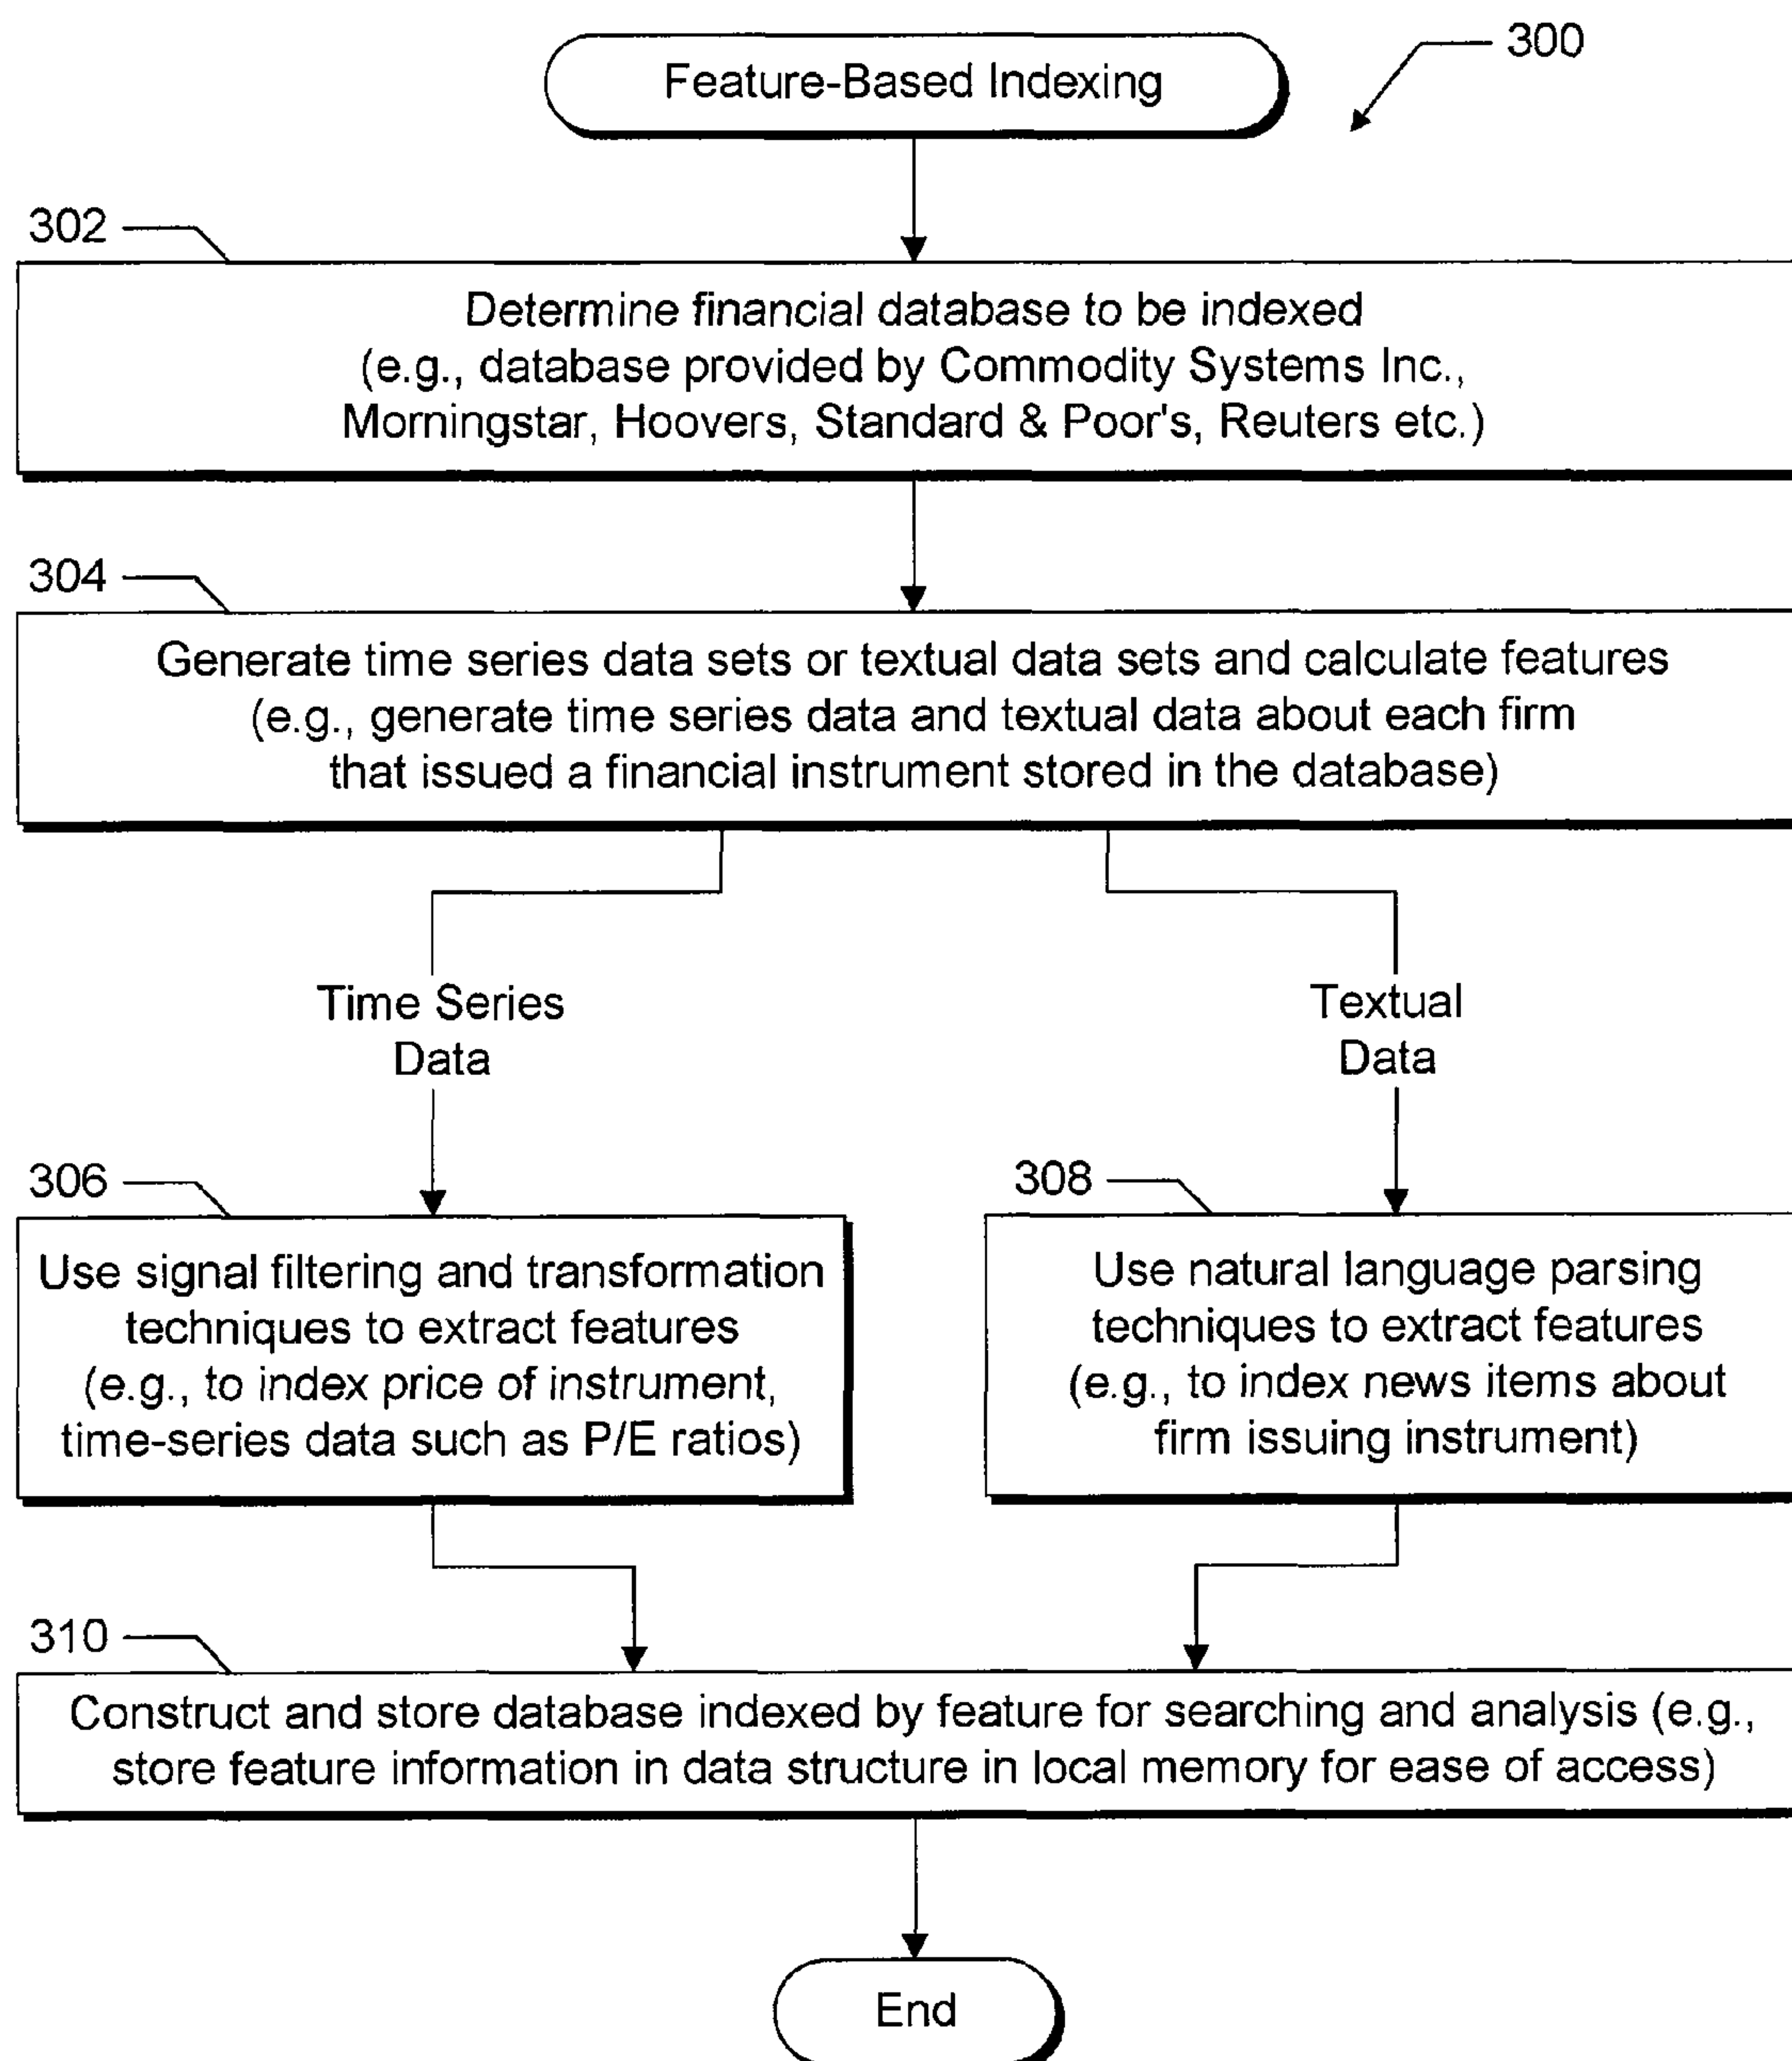 Feature-Based Indexing
300
302
Determine financial database to be indexed
(e.g., database provided by Commodity Systems Inc.,
Morningstar, Hoovers, Standard & Poor's, Reuters etc.)
304
Generate time series data sets or textual data sets and calculate features
(e.g., generate time series data and textual data about each firm
that issued a financial instrument stored in the database)
Time Series
Data
Textual
Data
306
Use signal filtering and transformation
techniques to extract features
(e.g., to index price of instrument,
time-series data such as P/E ratios)
308
Use natural language parsing
techniques to extract features
(e.g., to index news items about
firm issuing instrument)
310
Construct and store database indexed by feature for searching and analysis (e.g.,
store feature information in data structure in local memory for ease of access)
End